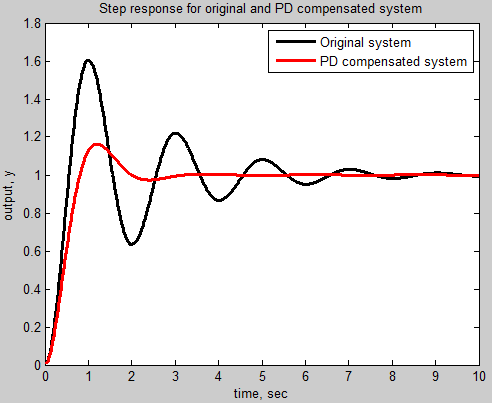 Step response for original and PD compensated system
Original system
PD compensated system
output, y
1.8
1.6
1.4
1.2
1
0.8
0.6
0.4
0.2
0
0 1 2 3 4 5 6 7 8 9 10
time, sec